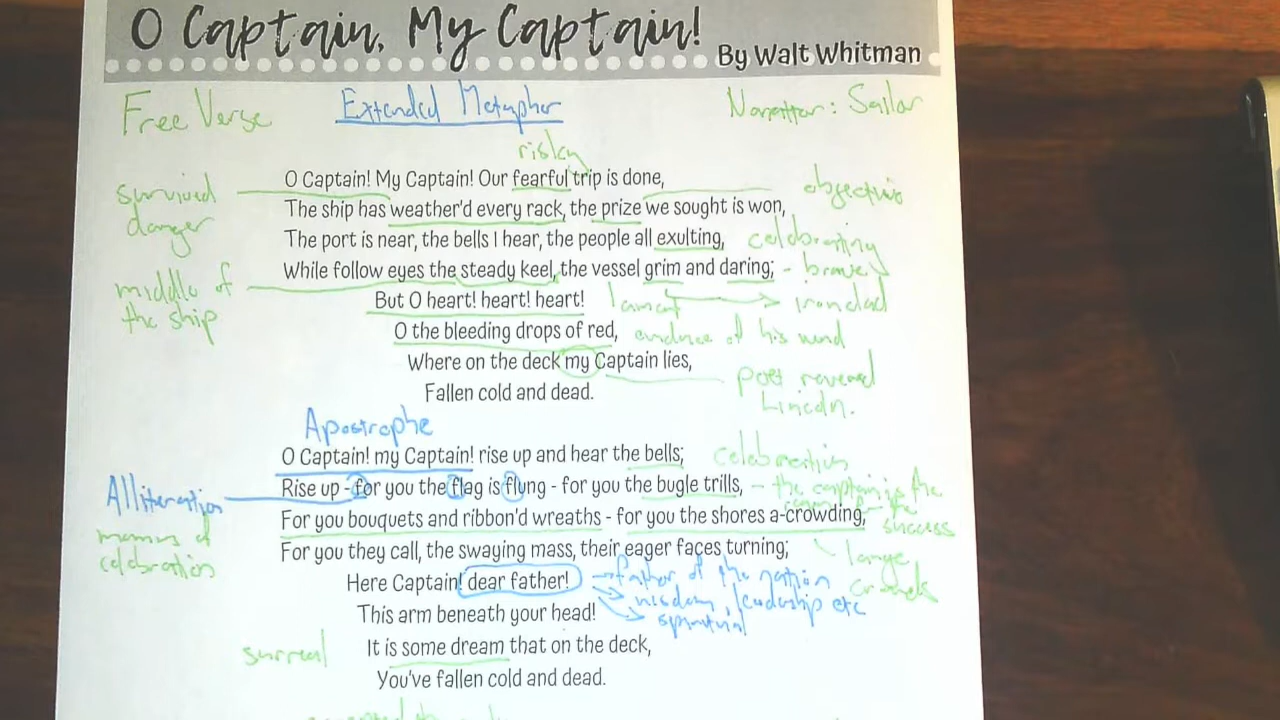 O Captain, My Captain!
By Walt Whitman
Free Verse
Extended Metaphor
Narrator: Sailor
risky
survived danger
O Captain! My Captain! Our fearful trip is done,
objective
The ship has weather'd every rack, the prize we sought is won,
The port is near, the bells I hear, the people all exulting,
celebrating
middle of the ship
While follow eyes the steady keel, the vessel grim and daring;
- brave
But O heart! heart! heart!
lament
ironclad
O the bleeding drops of red,
evidence of his wound
Where on the deck my Captain lies,
poet revered
Lincoln.
Fallen cold and dead.
Apostrophe
O Captain! my Captain! rise up and hear the bells;
celebration
Alliteration
Rise up - for you the flag is flung - for you the bugle trills,
- the captain is the
success
means of
celebration
For you bouquets and ribbon'd wreaths - for you the shores a-crowding,
For you they call, the swaying mass, their eager faces turning;
large
crowds
Here Captain! dear father!
father of the nation
wisdom, leadership etc
spiritual
This arm beneath your head!
surreal
It is some dream that on the deck,
You've fallen cold and dead.